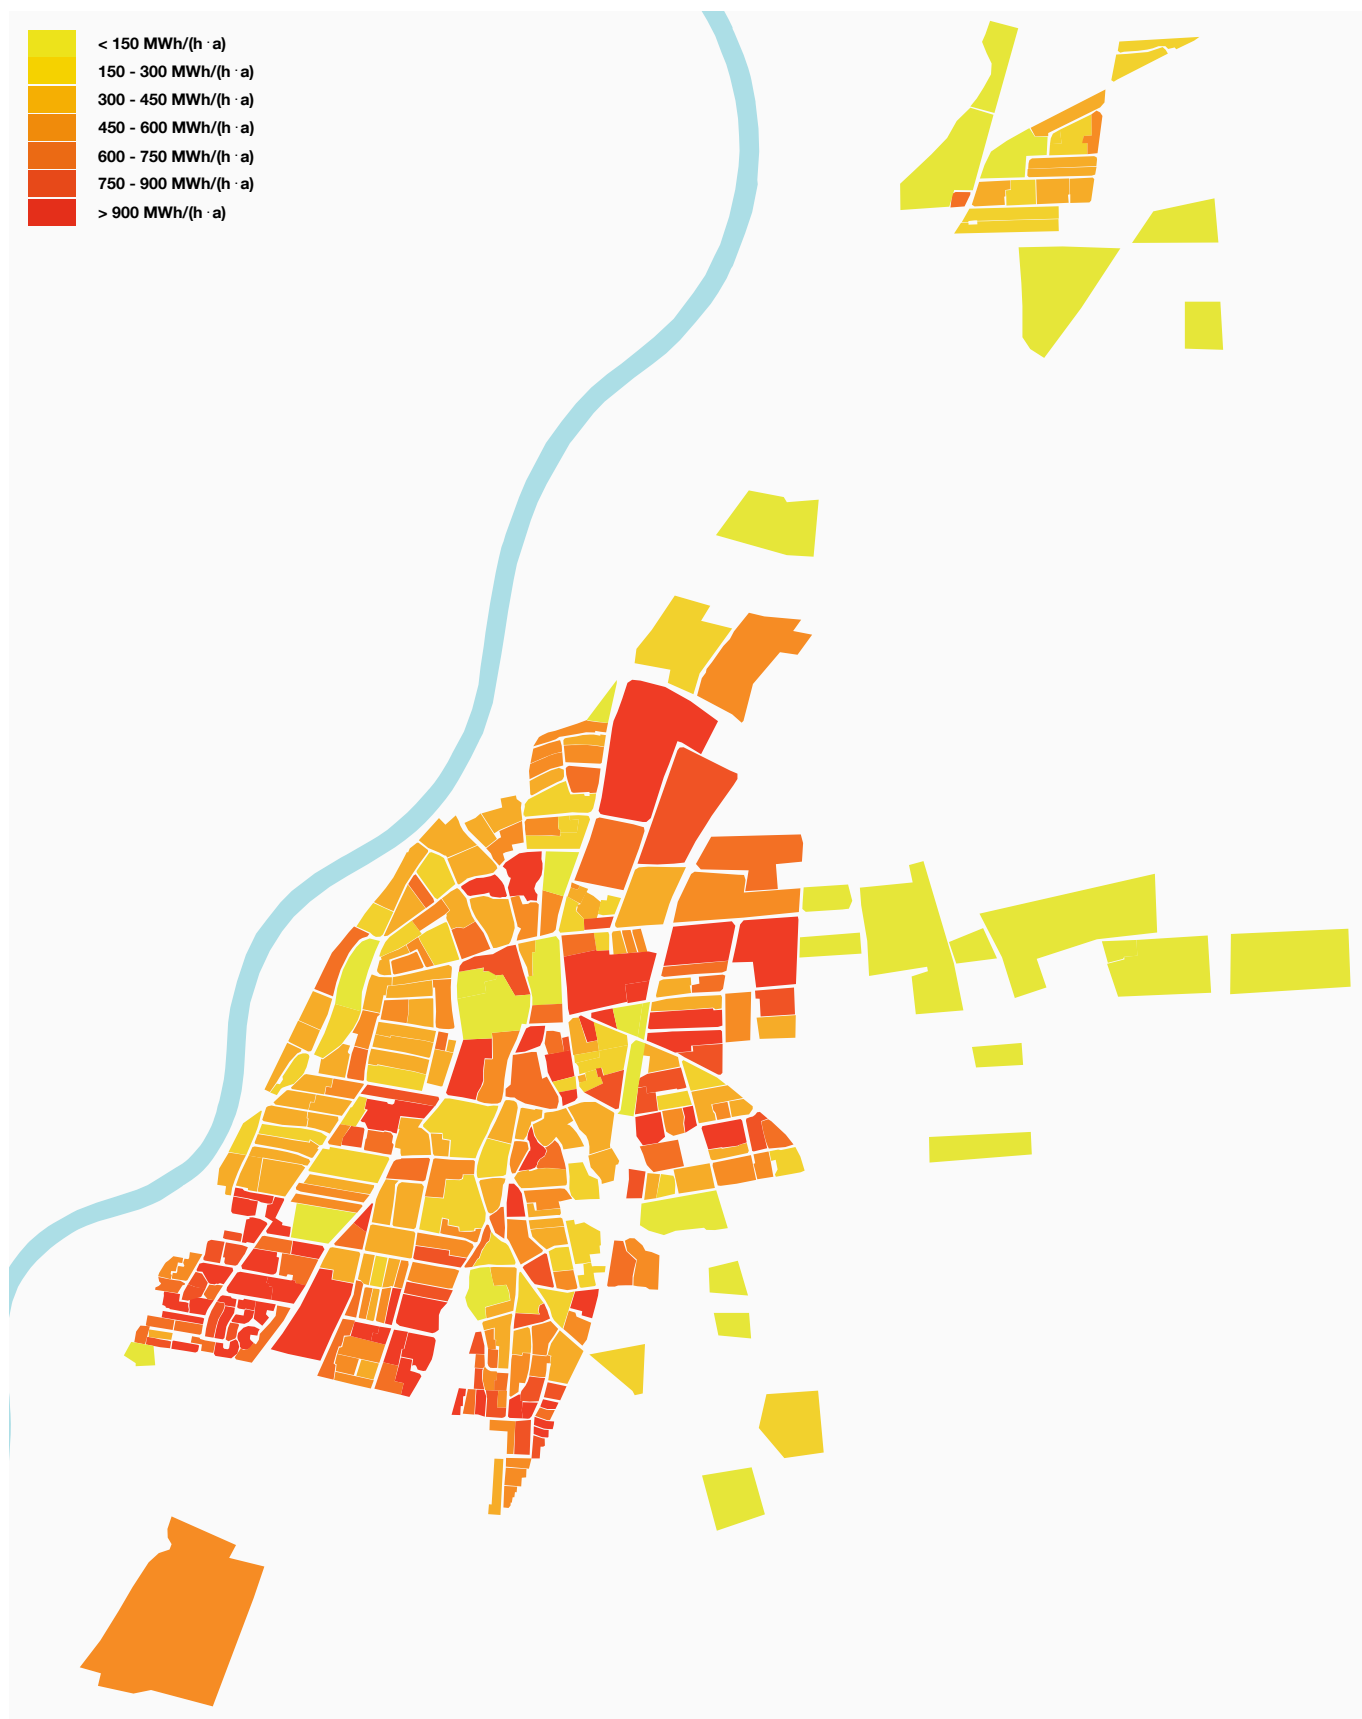 < 150 MWh/(h · a)
150 - 300 MWh/(h · a)
300 - 450 MWh/(h · a)
450 - 600 MWh/(h · a)
600 - 750 MWh/(h · a)
750 - 900 MWh/(h · a)
> 900 MWh/(h · a)